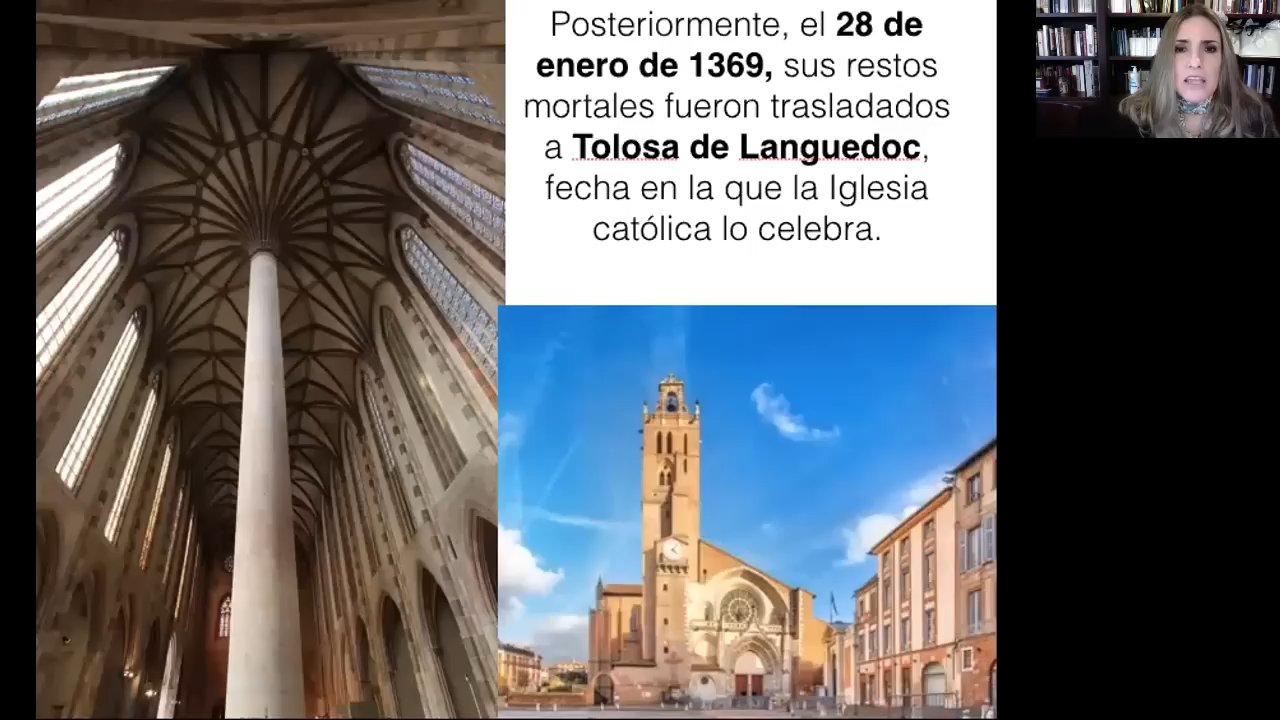 Posteriormente, el 28 de
enero de 1369, sus restos
mortales fueron trasladados
a Tolosa de Languedoc,
fecha en la que la Iglesia
católica lo celebra.